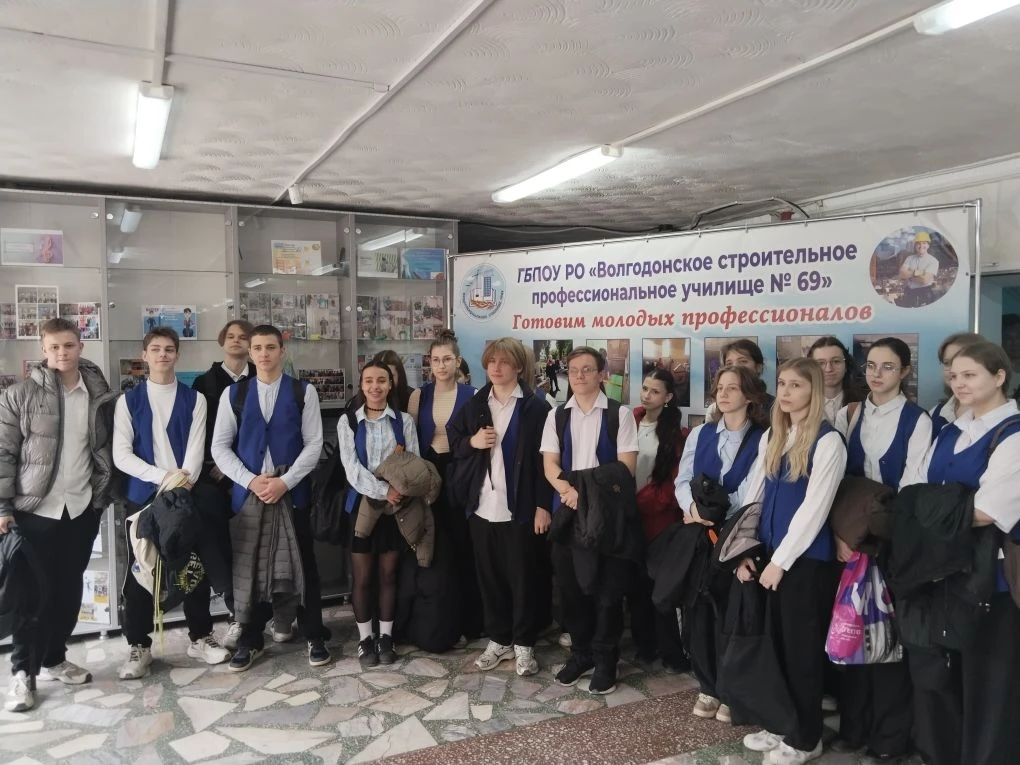 ГБПОУ РО «Волгодонское строительное
профессиональное училище № 69»
Готовим молодых профессионалов